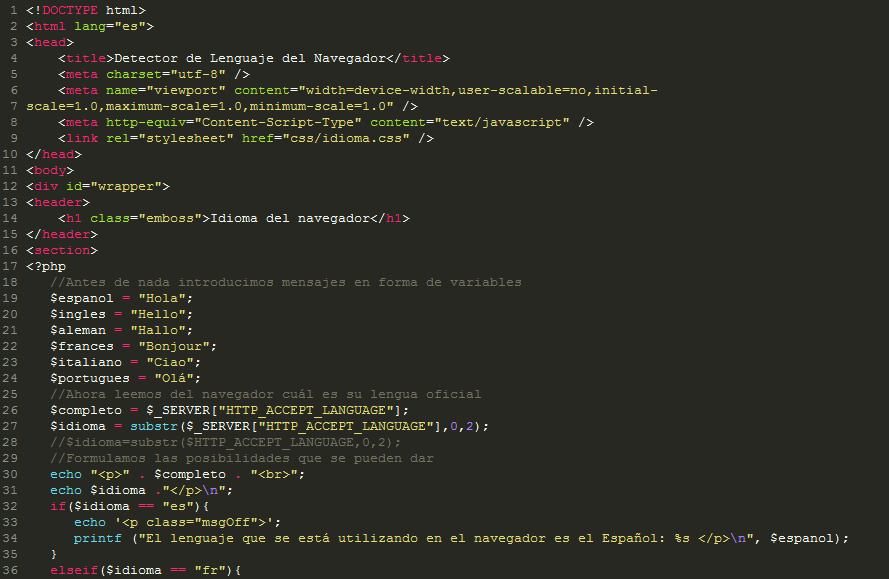 1 <!DOCTYPE html>
2 <html lang="es">
3 <head>
4     <title>Detector de Lenguaje del Navegador</title>
5     <meta charset="utf-8" />
6     <meta name="viewport" content="width=device-width,user-scalable=no,initial-
7 scale=1.0,maximum-scale=1.0,minimum-scale=1.0" />
8     <meta http-equiv="Content-Script-Type" content="text/javascript" />
9     <link rel="stylesheet" href="css/idioma.css" />
10 </head>
11 <body>
12 <div id="wrapper">
13 <header>
14     <h1 class="emboss">Idioma del navegador</h1>
15 </header>
16 <section>
17 <?php
18    //Antes de nada introducimos mensajes en forma de variables
19    $espanol = "Hola";
20    $ingles = "Hello";
21    $aleman = "Hallo";
22    $frances = "Bonjour";
23    $italiano = "Ciao";
24    $portugues = "Olá";
25    //Ahora leemos del navegador cuál es su lengua oficial
26    $completo = $_SERVER["HTTP_ACCEPT_LANGUAGE"];
27    $idioma = substr($_SERVER["HTTP_ACCEPT_LANGUAGE"],0,2);
28    //$idioma=substr($HTTP_ACCEPT_LANGUAGE,0,2);
29    //Formulamos las posibilidades que se pueden dar
30    echo "<p>" . $completo . "<br>";
31    echo $idioma ."</p>\n";
32    if($idioma == "es"){
33       echo '<p class="msgOff">';
34       printf ("El lenguaje que se está utilizando en el navegador es el Español: %s </p>\n", $espanol);
35    }
36    elseif($idioma == "fr"){